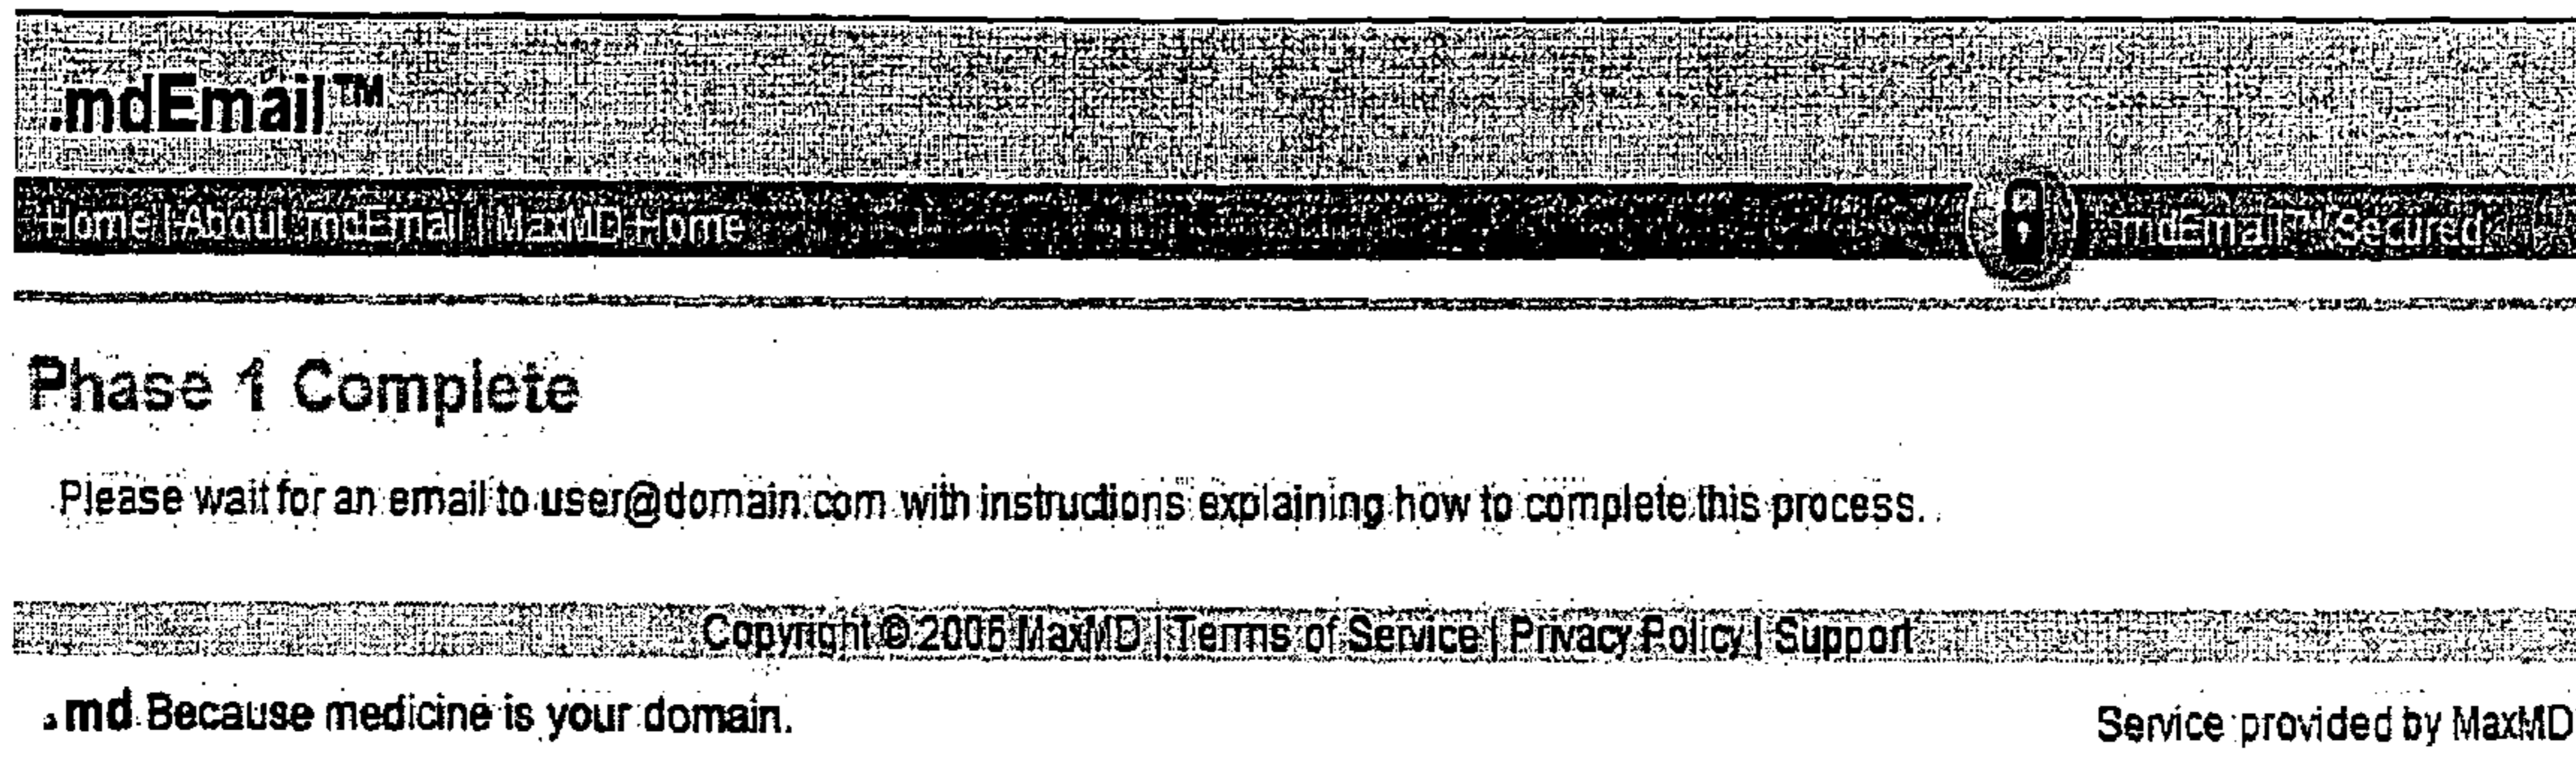 .mdEmail™
Home | About mdEmail | MaxMD Home
mdEmail™ Secured
Phase 1 Complete
Please wait for an email to user@domain.com with instructions explaining how to complete this process.
Copyright © 2006 MaxMD | Terms of Service | Privacy Policy | Support
.md Because medicine is your domain.
Service provided by MaxMD